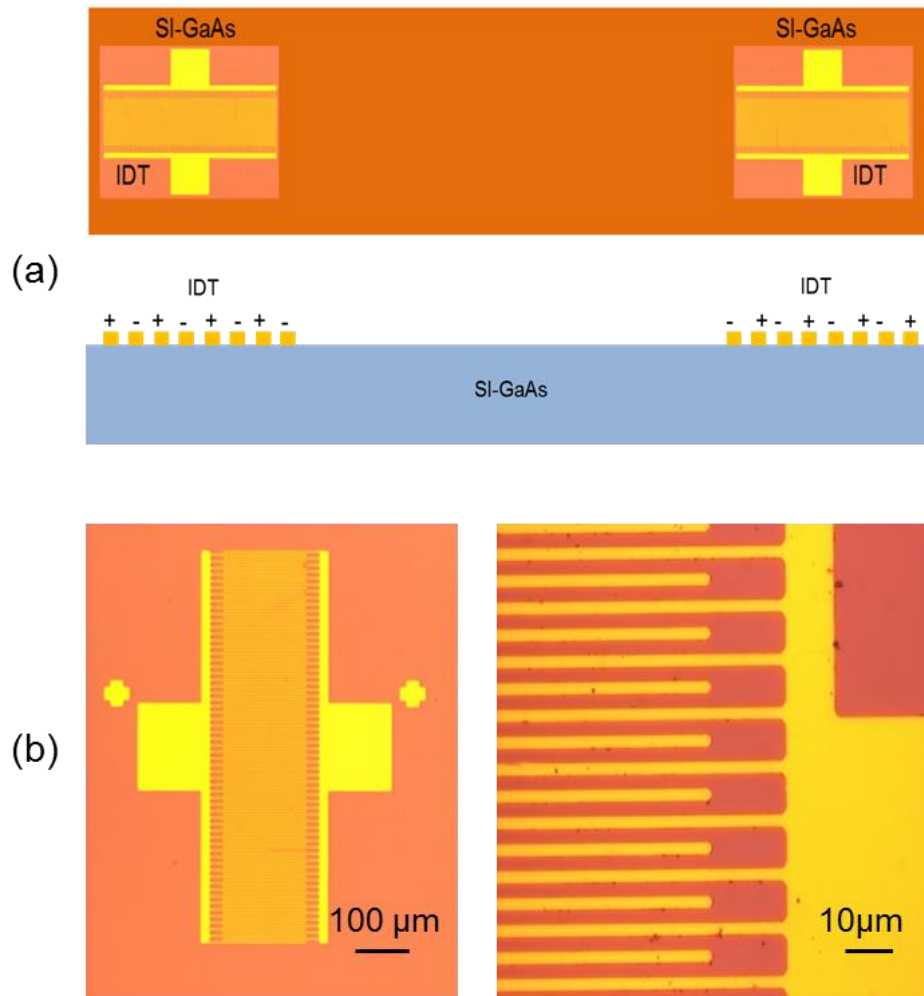 SI-GaAs SI-GaAs
IDT IDT
(a)
IDT IDT
+ - + - + - + - - + - + - + - +
SI-GaAs
(b)
100 μm 10μm